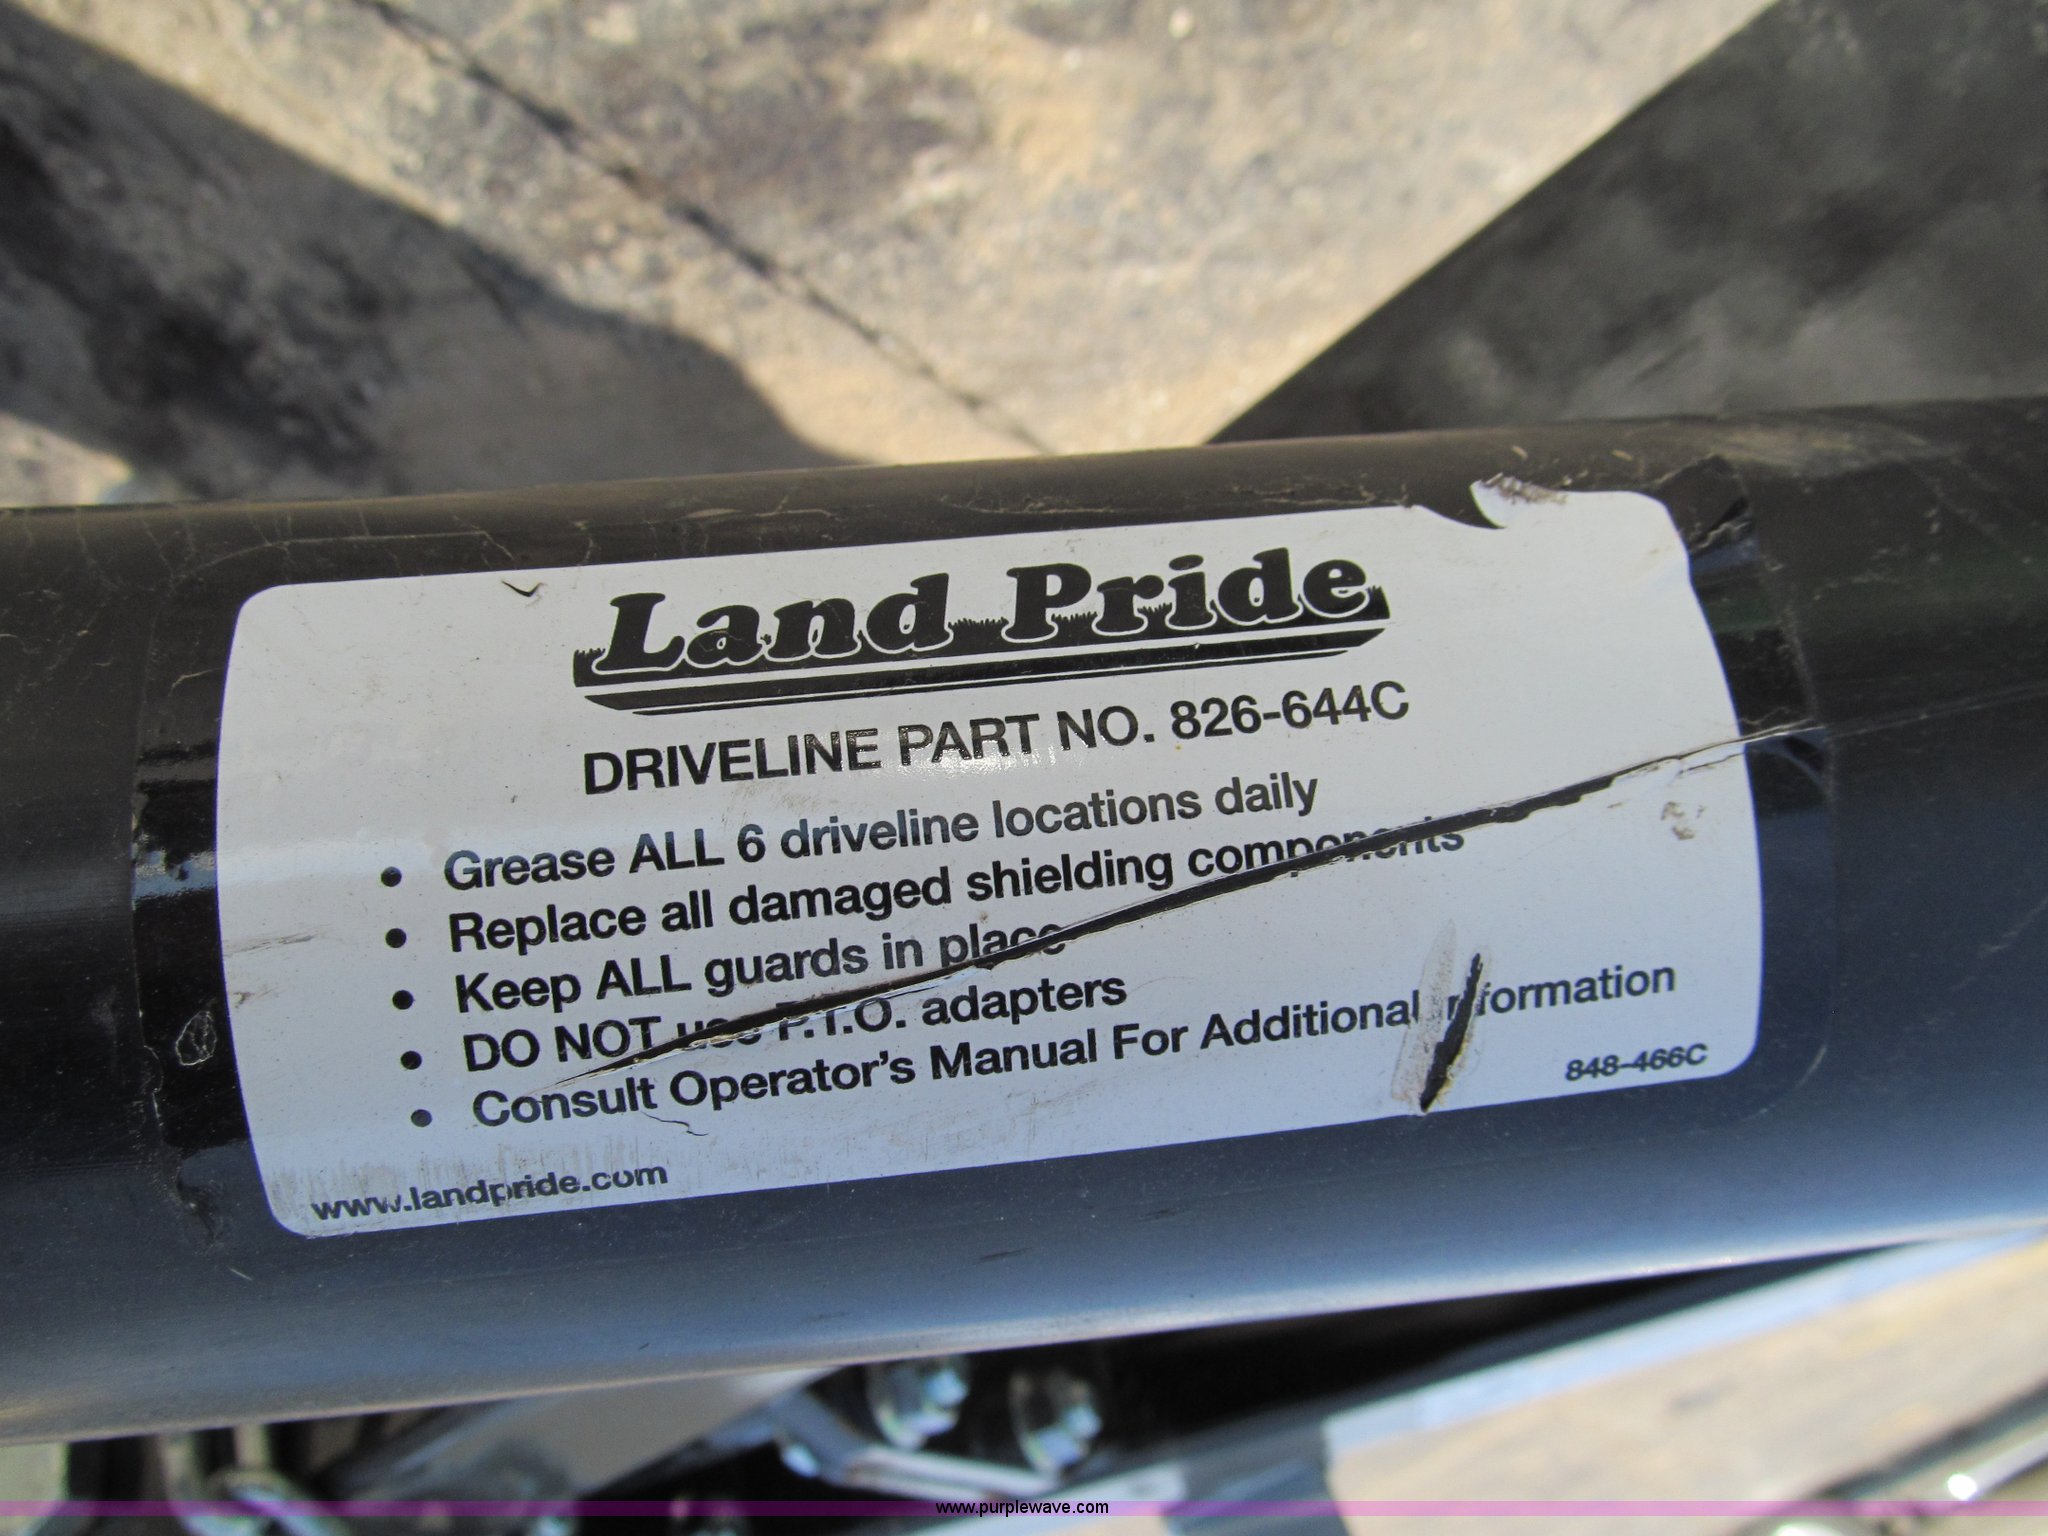 Land Pride
DRIVELINE PART NO. 826-644C
• Grease ALL 6 driveline locations daily
• Replace all damaged shielding components
• Keep ALL guards in place
• DO NOT use P.T.O. adapters
• Consult Operator's Manual For Additional Information
848-466C
www.landpride.com
www.purplewave.com